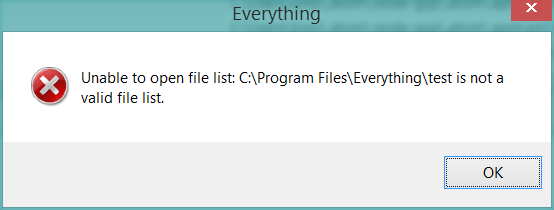 Everything
Unable to open file list: C:\Program Files\Everything\test is not a
valid file list.
OK